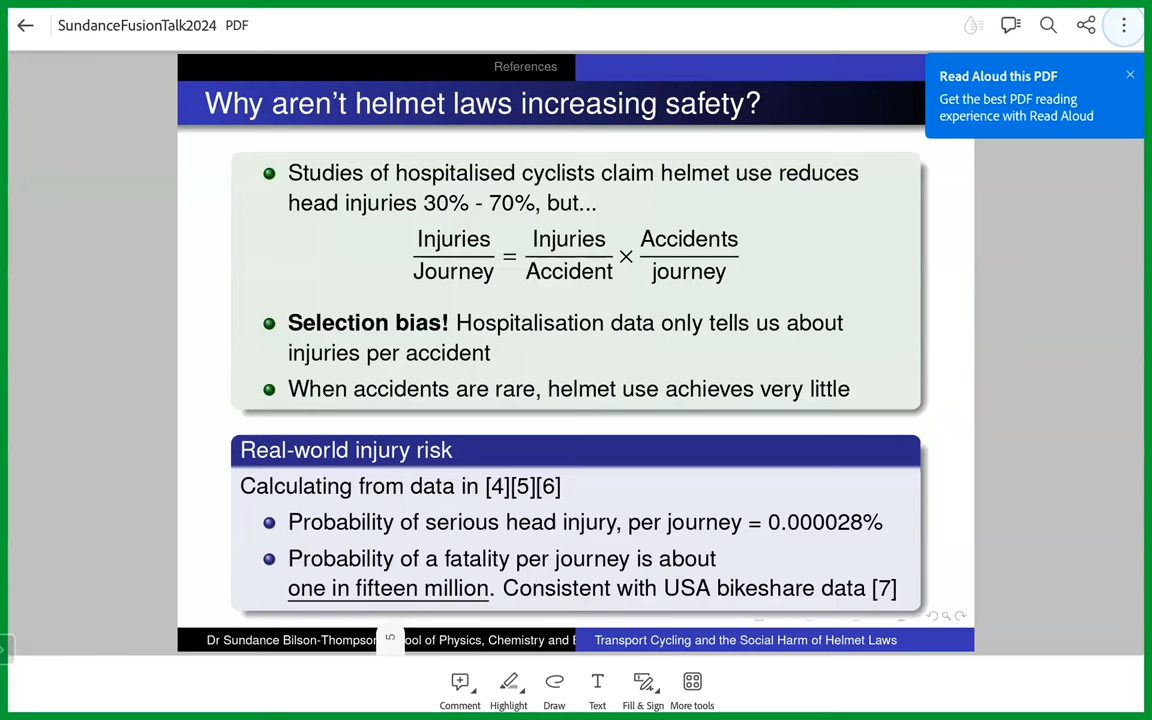 SundanceFusionTalk2024 PDF
References
Read Aloud this PDF
Get the best PDF reading
experience with Read Aloud
Why aren't helmet laws increasing safety?
Studies of hospitalised cyclists claim helmet use reduces
head injuries 30% - 70%, but...
Injuries Injuries Accidents
= ×
Journey Accident journey
Selection bias! Hospitalisation data only tells us about
injuries per accident
When accidents are rare, helmet use achieves very little
Real-world injury risk
Calculating from data in [4][5][6]
Probability of serious head injury, per journey = 0.000028%
Probability of a fatality per journey is about
one in fifteen million. Consistent with USA bikeshare data [7]
Dr Sundance Bilson-Thompson 5 ool of Physics, Chemistry and E Transport Cycling and the Social Harm of Helmet Laws
Comment Highlight Draw Text Fill & Sign More tools